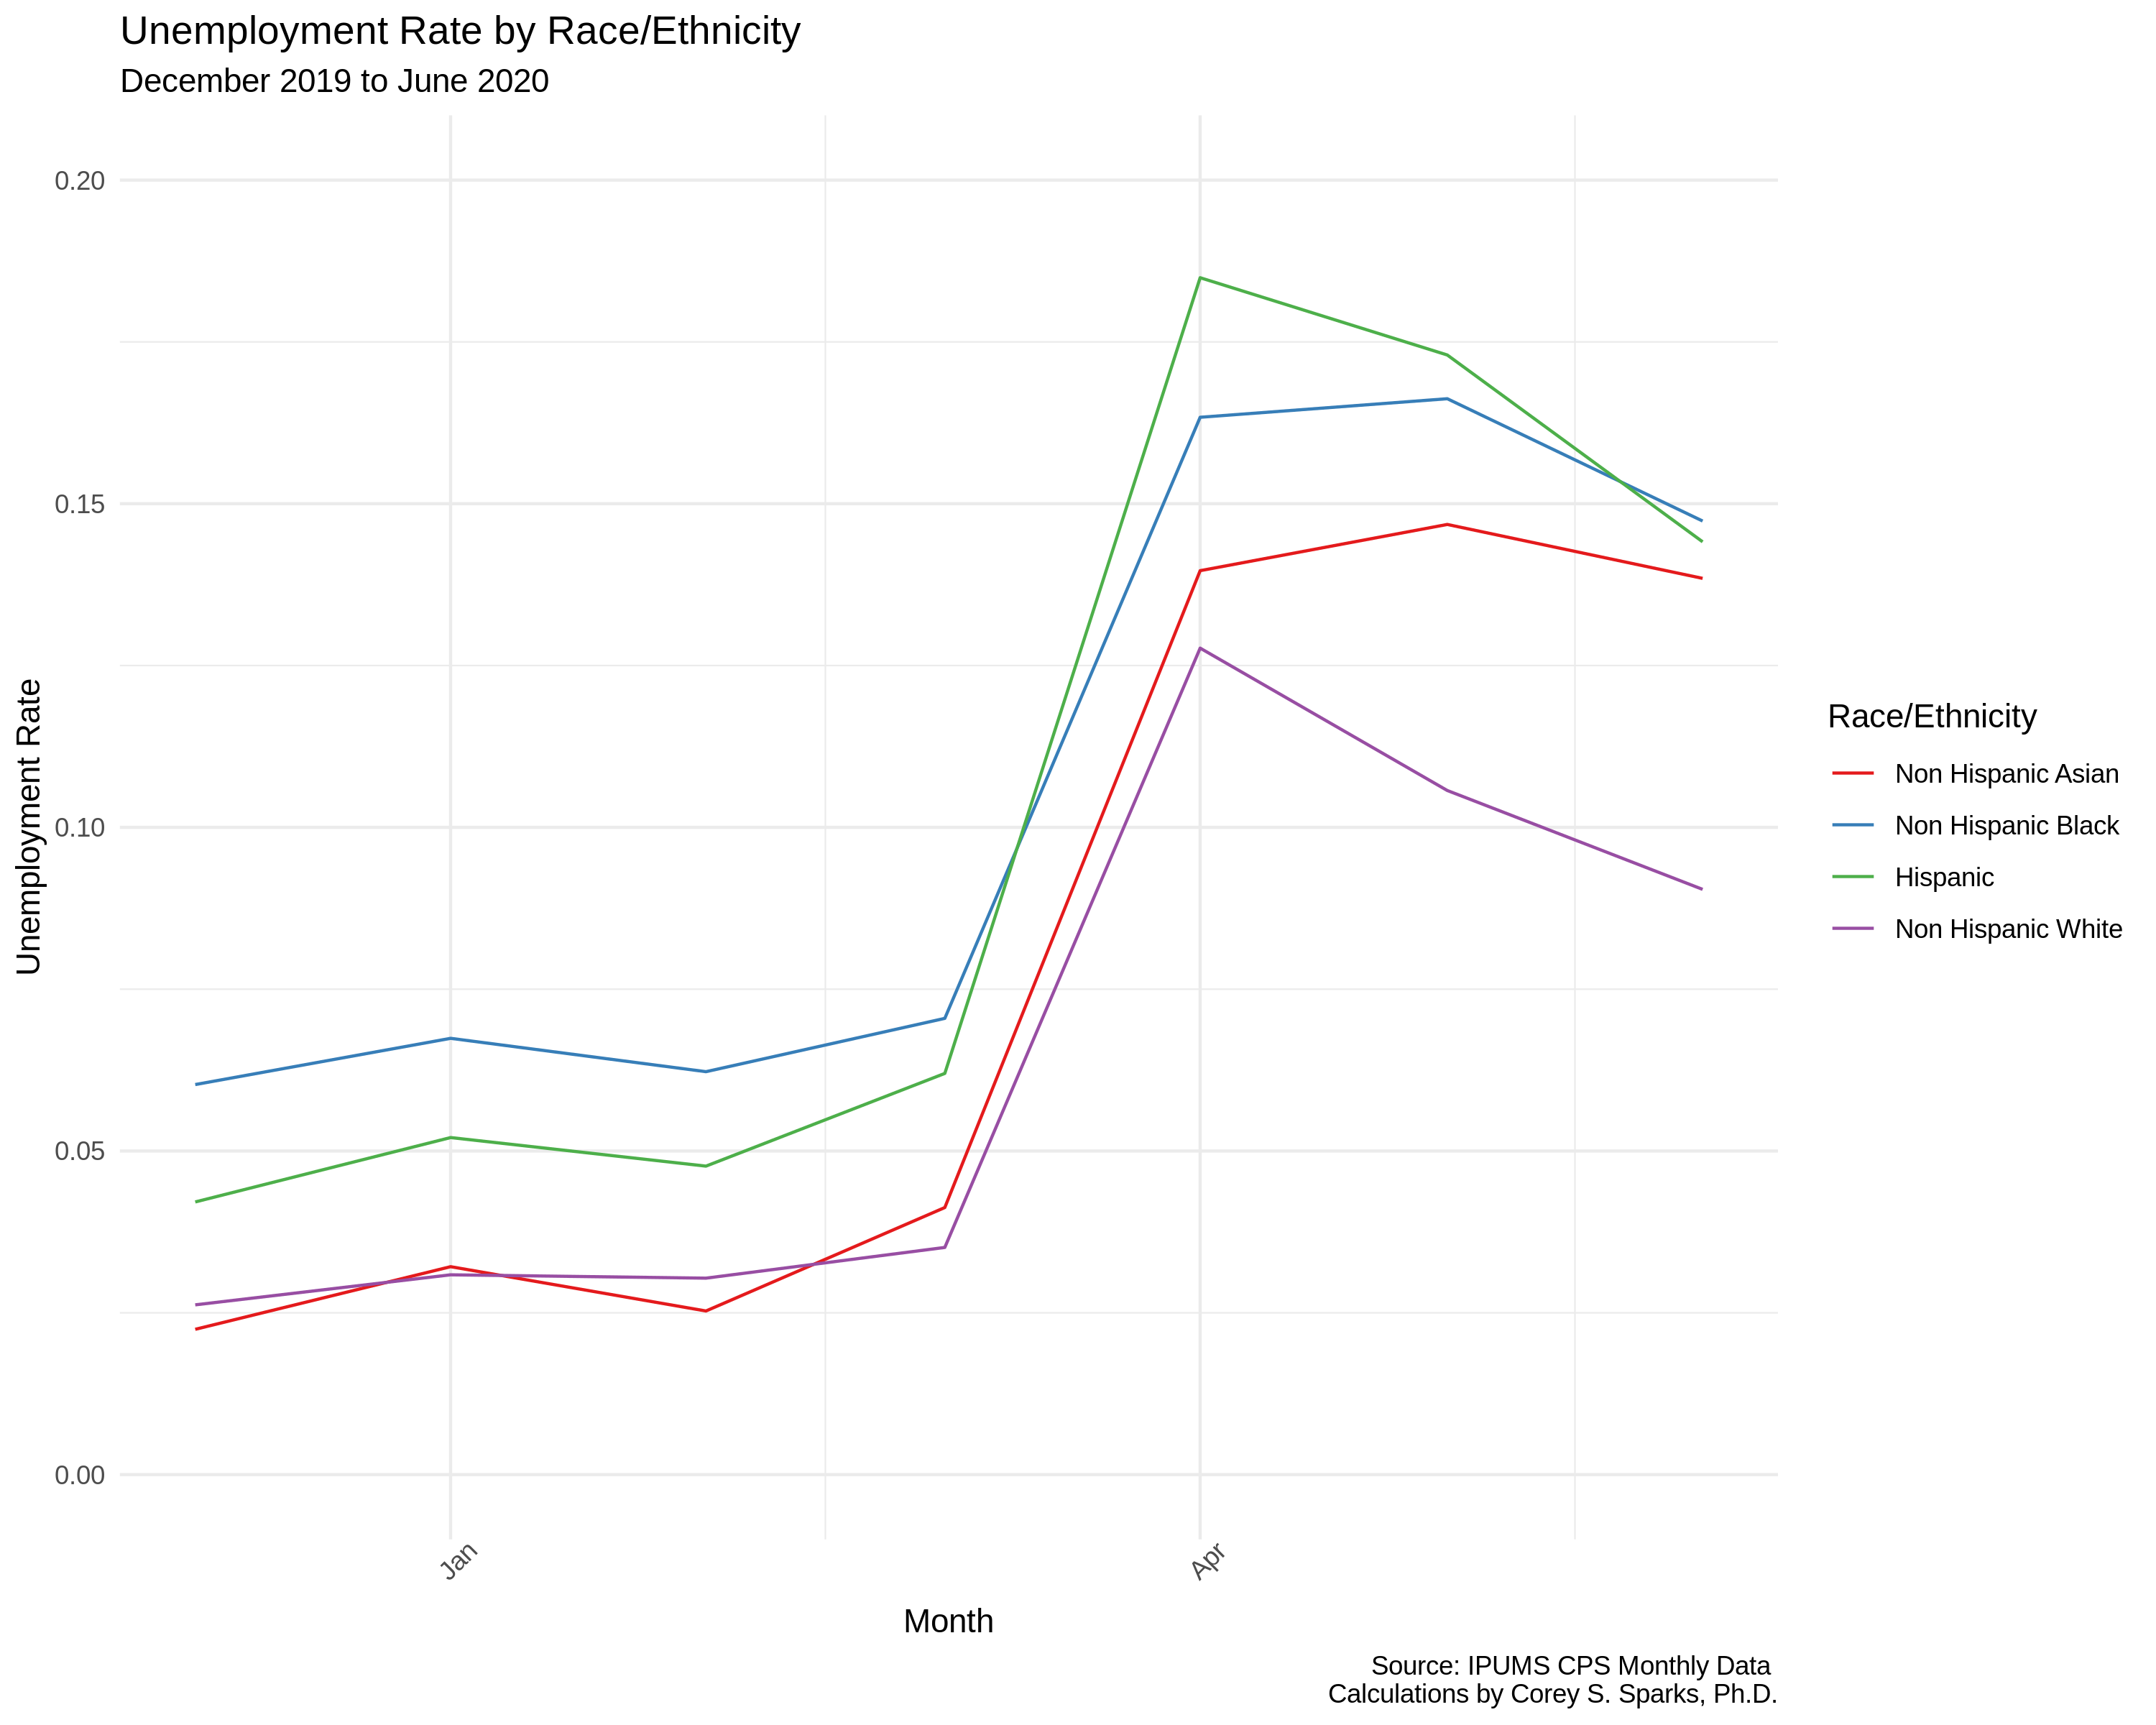 Unemployment Rate by Race/Ethnicity
December 2019 to June 2020
Unemployment Rate
0.20
0.15
0.10
0.05
0.00
Jan
Apr
Month
Race/Ethnicity
Non Hispanic Asian
Non Hispanic Black
Hispanic
Non Hispanic White
Source: IPUMS CPS Monthly Data
Calculations by Corey S. Sparks, Ph.D.